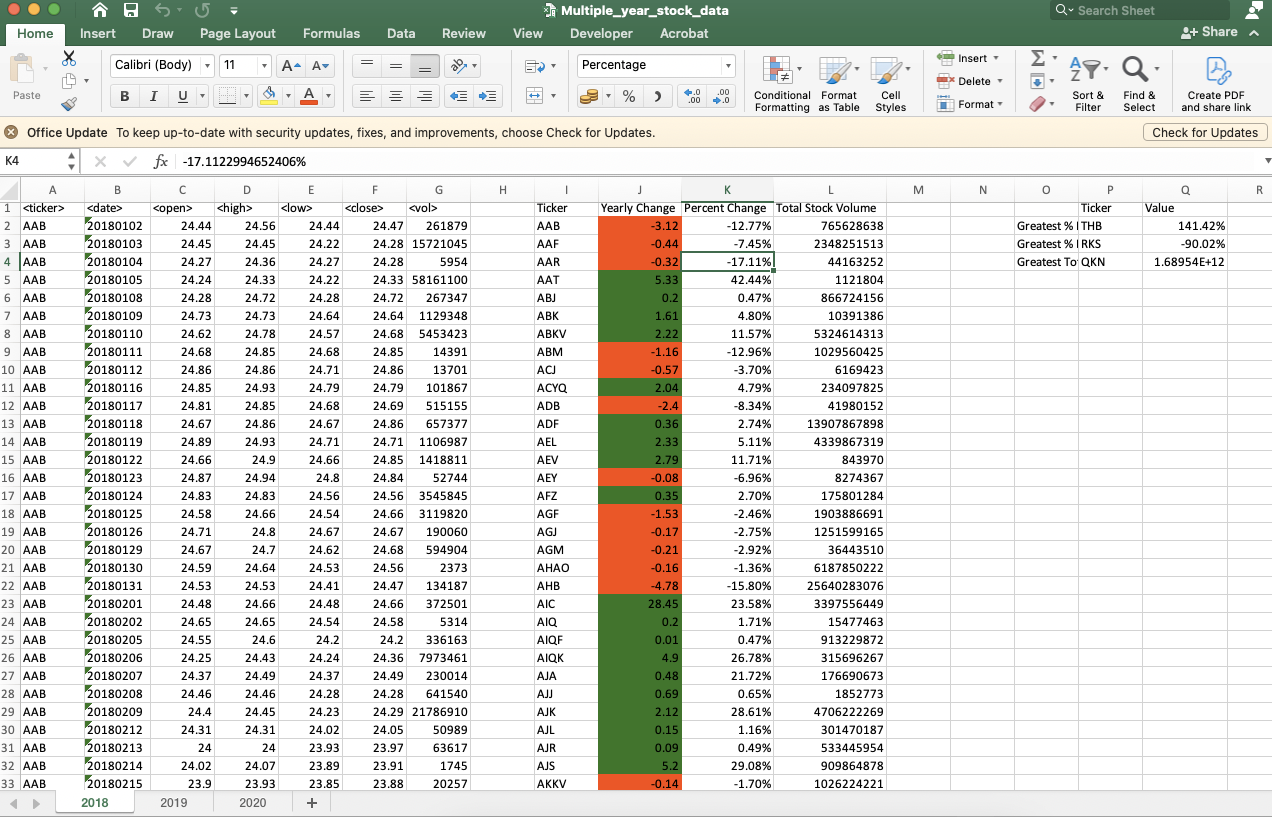 Multiple_year_stock_data
Search Sheet
Home Insert Draw Page Layout Formulas Data Review View Developer Acrobat Share
Paste
Calibri (Body) 11 A A
B I U A
Percentage
%
Conditional Formatting
Format as Table
Cell Styles
Insert
Delete
Format
Sort & Filter
Find & Select
Create PDF and share link
Office Update To keep up-to-date with security updates, fixes, and improvements, choose Check for Updates. Check for Updates
K4 fx -17.1122994652406%
A B C D E F G H I J K L M N O P Q R
1 <ticker> <date> <open> <high> <low> <close> <vol> Ticker Yearly Change Percent Change Total Stock Volume Ticker Value
2 AAB 20180102 24.44 24.56 24.44 24.47 261879 AAB -3.12 -12.77% 765628638 Greatest % I THB 141.42%
3 AAB 20180103 24.45 24.45 24.22 24.28 15721045 AAF -0.44 -7.45% 2348251513 Greatest % I RKS -90.02%
4 AAB 20180104 24.27 24.36 24.27 24.28 5954 AAR -0.32 -17.11% 44163252 Greatest To QKN 1.68954E+12
5 AAB 20180105 24.24 24.33 24.22 24.33 58161100 AAT 5.33 42.44% 1121804
6 AAB 20180108 24.28 24.72 24.28 24.72 267347 ABJ 0.2 0.47% 866724156
7 AAB 20180109 24.73 24.73 24.64 24.64 1129348 ABK 1.61 4.80% 10391386
8 AAB 20180110 24.62 24.78 24.57 24.68 5453423 ABKV 2.22 11.57% 5324614313
9 AAB 20180111 24.68 24.85 24.68 24.85 14391 ABM -1.16 -12.96% 1029560425
10 AAB 20180112 24.86 24.86 24.71 24.86 13701 ACJ -0.57 -3.70% 6169423
11 AAB 20180116 24.85 24.93 24.79 24.79 101867 ACYQ 2.04 4.79% 234097825
12 AAB 20180117 24.81 24.85 24.68 24.69 515155 ADB -2.4 -8.34% 41980152
13 AAB 20180118 24.67 24.86 24.67 24.86 657377 ADF 0.36 2.74% 13907867898
14 AAB 20180119 24.89 24.93 24.71 24.71 1106987 AEL 2.33 5.11% 4339867319
15 AAB 20180122 24.66 24.9 24.66 24.85 1418811 AEV 2.79 11.71% 843970
16 AAB 20180123 24.87 24.94 24.8 24.84 52744 AEY -0.08 -6.96% 8274367
17 AAB 20180124 24.83 24.83 24.56 24.56 3545845 AFZ 0.35 2.70% 175801284
18 AAB 20180125 24.58 24.66 24.54 24.66 3119820 AGF -1.53 -2.46% 1903886691
19 AAB 20180126 24.71 24.8 24.67 24.67 190060 AGJ -0.17 -2.75% 1251599165
20 AAB 20180129 24.67 24.7 24.62 24.68 594904 AGM -0.21 -2.92% 36443510
21 AAB 20180130 24.59 24.64 24.53 24.56 2373 AHAO -0.16 -1.36% 6187850222
22 AAB 20180131 24.53 24.53 24.41 24.47 134187 AHB -4.78 -15.80% 25640283076
23 AAB 20180201 24.48 24.66 24.48 24.66 372501 AIC 28.45 23.58% 3397556449
24 AAB 20180202 24.65 24.65 24.54 24.58 5314 AIQ 0.2 1.71% 15477463
25 AAB 20180205 24.55 24.6 24.2 24.2 336163 AIQF 0.01 0.47% 913229872
26 AAB 20180206 24.25 24.43 24.24 24.36 7973461 AIQK 4.9 26.78% 315696267
27 AAB 20180207 24.37 24.49 24.37 24.49 230014 AJA 0.48 21.72% 176690673
28 AAB 20180208 24.46 24.46 24.28 24.28 641540 AJJ 0.69 0.65% 1852773
29 AAB 20180209 24.4 24.45 24.23 24.29 21786910 AJK 2.12 28.61% 4706222269
30 AAB 20180212 24.31 24.31 24.02 24.05 50989 AJL 0.15 1.16% 301470187
31 AAB 20180213 24 24 23.93 23.97 63617 AJR 0.09 0.49% 533445954
32 AAB 20180214 24.02 24.07 23.89 23.91 1745 AJS 5.2 29.08% 909864878
33 AAB 20180215 23.9 23.93 23.85 23.88 20257 AKKV -0.14 -1.70% 1026224221
2018 2019 2020 +